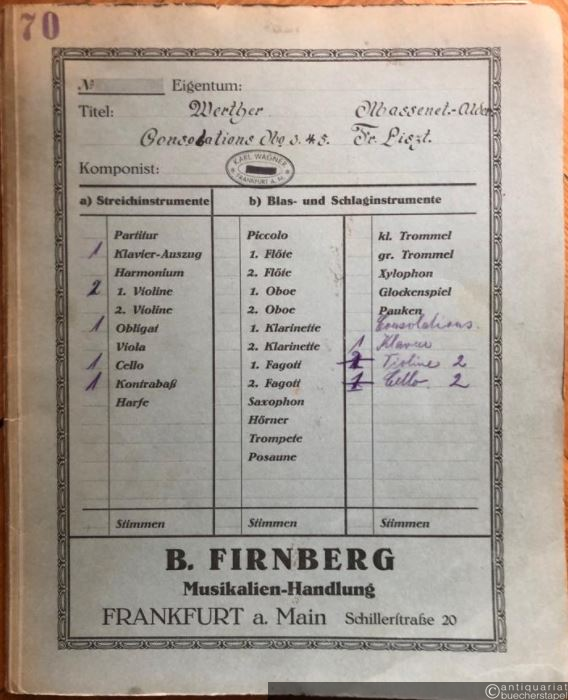 70
№ Eigentum:
Titel: Werther Massenet.-Alder
Consolations Obg 3.4.5. Fr. Liszt.
Komponist: KARL WAGNER FRANKFURT A. M.
a) Streichinstrumente b) Blas- und Schlaginstrumente
Partitur Piccolo kl. Trommel
1 Klavier-Auszug 1. Flöte gr. Trommel
Harmonium 2. Flöte Xylophon
2 1. Violine 1. Oboe Glockenspiel
2. Violine 2. Oboe Pauken
1 Obligat 1. Klarinette Consolations.
Viola 2. Klarinette 1 Klavier
1 Cello 1. Fagott Violine 2
1 Kontrabaß 2. Fagott 1 Cello 2
Harfe Saxophon
Hörner
Trompete
Posaune
Stimmen Stimmen Stimmen
B. FIRNBERG
Musikalien-Handlung
FRANKFURT a. Main Schillerstraße 20
©antiquariat
buecherstapel